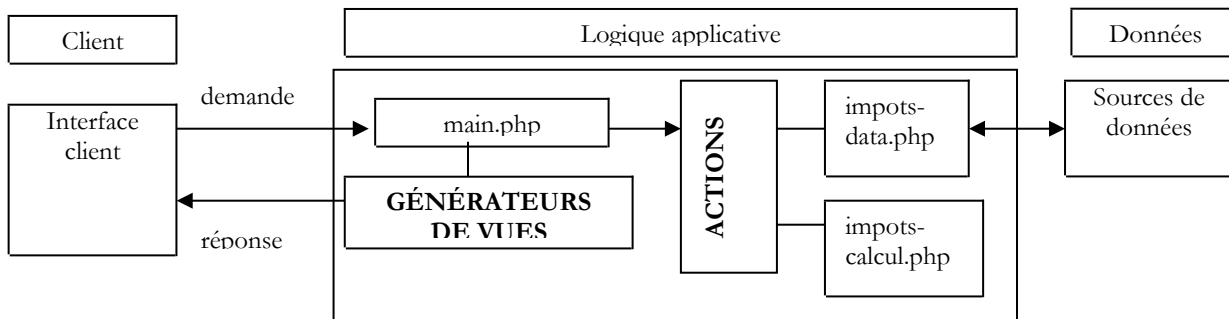 Client
Logique applicative
Données
demande
Interface
client
main.php
ACTIONS
impots-
data.php
Sources de
données
GÉNÉRATEURS
DE VUES
réponse
impots-
calcul.php